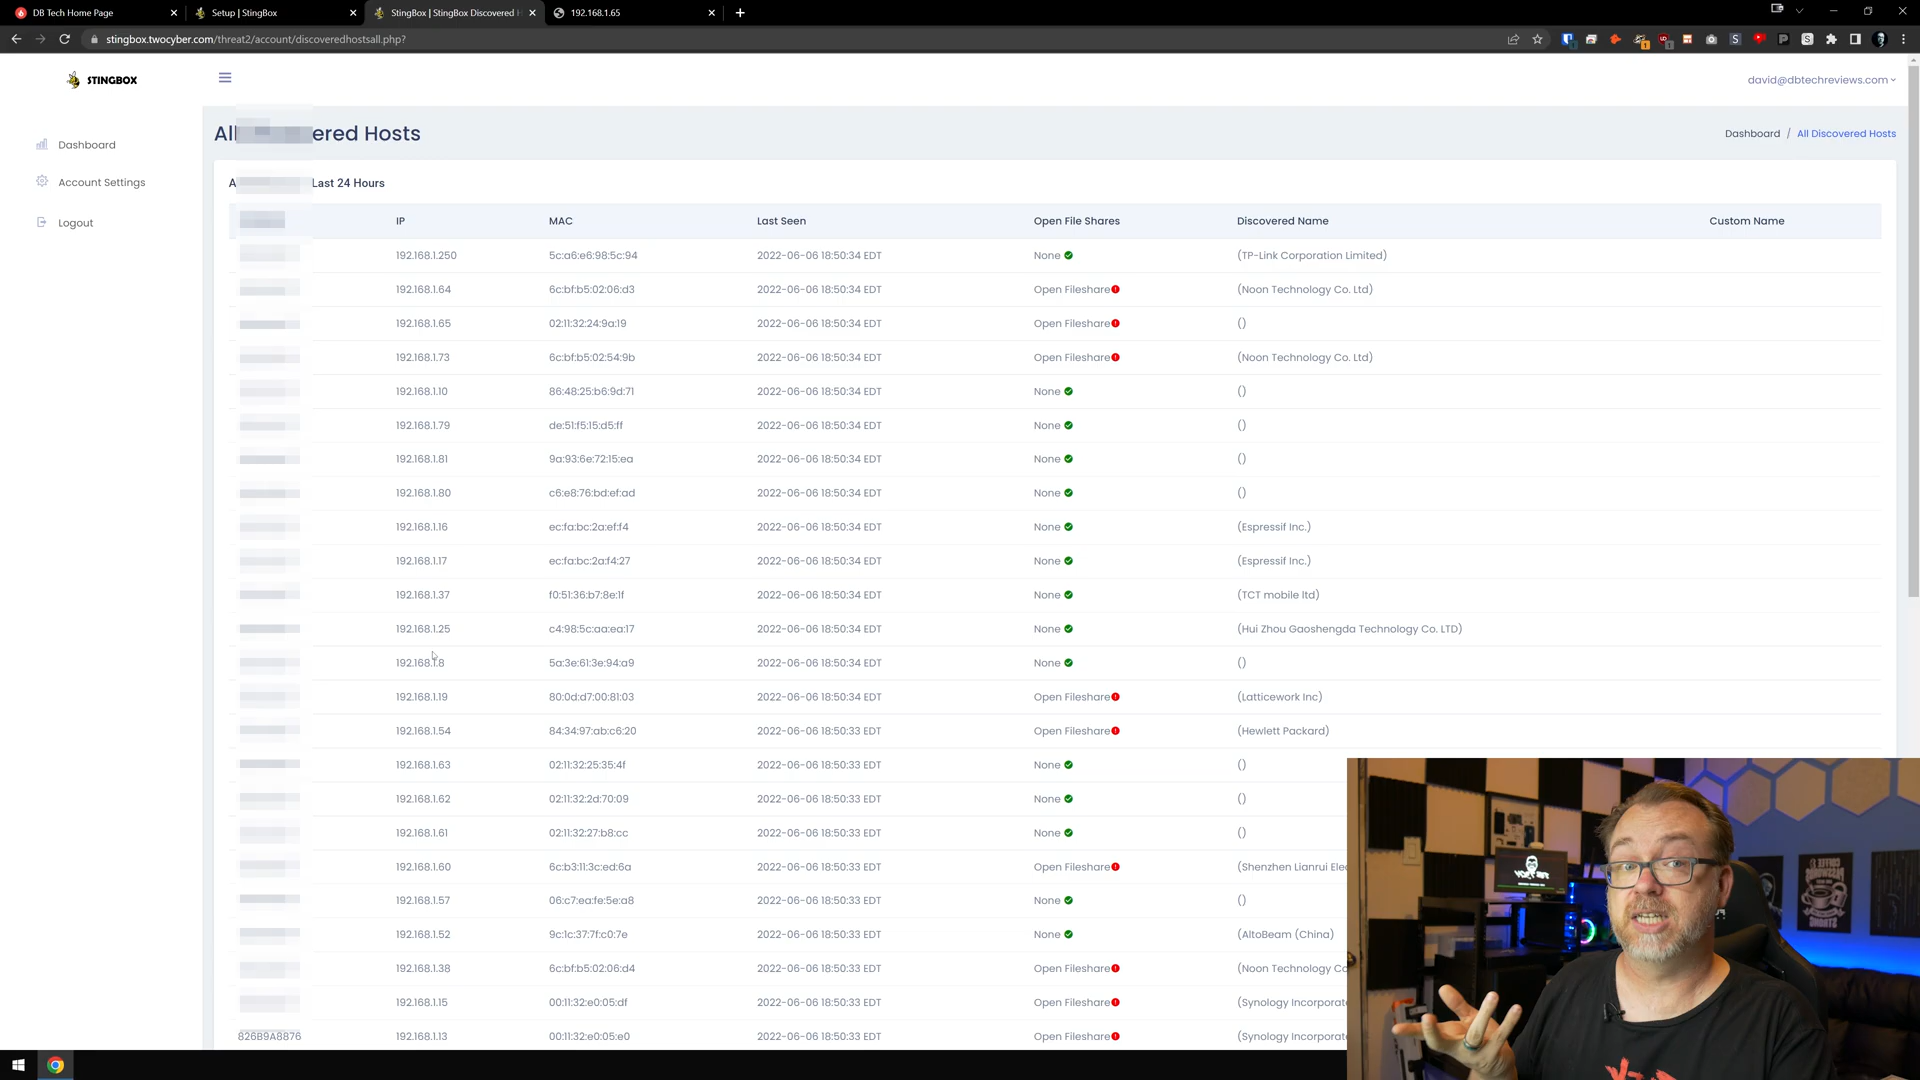 DB Tech Home Page
Setup | StingBox
StingBox | StingBox Discovered H
192.168.1.65
stingbox.twocyber.com/threat2/account/discoveredhostsall.php?
STINGBOX
david@dbtechreviews.com
Dashboard
Account Settings
Logout
All ered Hosts
Dashboard / All Discovered Hosts
A Last 24 Hours
IP MAC Last Seen Open File Shares Discovered Name Custom Name
192.168.1.250 5c:a6:e6:98:5c:94 2022-06-06 18:50:34 EDT None (TP-Link Corporation Limited)
192.168.1.64 6c:bf:b5:02:06:d3 2022-06-06 18:50:34 EDT Open Fileshare (Noon Technology Co. Ltd)
192.168.1.65 02:11:32:24:9a:19 2022-06-06 18:50:34 EDT Open Fileshare ()
192.168.1.73 6c:bf:b5:02:54:9b 2022-06-06 18:50:34 EDT Open Fileshare (Noon Technology Co. Ltd)
192.168.1.10 86:48:25:b6:9d:71 2022-06-06 18:50:34 EDT None ()
192.168.1.79 de:51:f5:15:d5:ff 2022-06-06 18:50:34 EDT None ()
192.168.1.81 9a:93:6e:72:15:ea 2022-06-06 18:50:34 EDT None ()
192.168.1.80 c6:e8:76:bd:ef:ad 2022-06-06 18:50:34 EDT None ()
192.168.1.16 ec:fa:bc:2a:ef:f4 2022-06-06 18:50:34 EDT None (Espressif Inc.)
192.168.1.17 ec:fa:bc:2a:f4:27 2022-06-06 18:50:34 EDT None (Espressif Inc.)
192.168.1.37 f0:51:36:b7:8e:1f 2022-06-06 18:50:34 EDT None (TCT mobile ltd)
192.168.1.25 c4:98:5c:aa:ea:17 2022-06-06 18:50:34 EDT None (Hui Zhou Gaoshengda Technology Co. LTD)
192.168.1.8 5a:3e:61:3e:94:a9 2022-06-06 18:50:34 EDT None ()
192.168.1.19 80:0d:d7:00:81:03 2022-06-06 18:50:34 EDT Open Fileshare (Latticework Inc)
192.168.1.54 84:34:97:ab:c6:20 2022-06-06 18:50:34 EDT Open Fileshare (Hewlett Packard)
192.168.1.63 02:11:32:25:35:4f 2022-06-06 18:50:33 EDT None ()
192.168.1.62 02:11:32:2d:70:09 2022-06-06 18:50:33 EDT None ()
192.168.1.61 02:11:32:27:b8:cc 2022-06-06 18:50:33 EDT None ()
192.168.1.60 6c:b3:11:3c:ed:6a 2022-06-06 18:50:33 EDT Open Fileshare (Shenzhen Lianrui Elec
192.168.1.57 06:c7:ea:fe:5e:a8 2022-06-06 18:50:33 EDT None ()
192.168.1.52 9c:1c:37:7f:c0:7e 2022-06-06 18:50:33 EDT None (AltoBeam (China)
192.168.1.38 6c:bf:b5:02:06:d4 2022-06-06 18:50:33 EDT Open Fileshare (Noon Technology Co
192.168.1.15 00:11:32:e0:05:df 2022-06-06 18:50:33 EDT Open Fileshare (Synology Incorporat
826B9A8876 192.168.1.13 00:11:32:e0:05:e0 2022-06-06 18:50:33 EDT Open Fileshare (Synology Incorporat